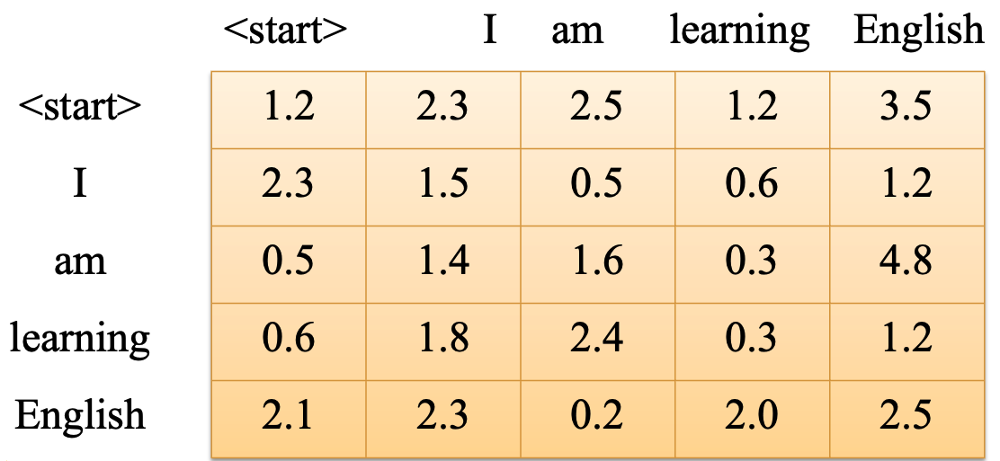 <start> I am learning English
<start> 1.2 2.3 2.5 1.2 3.5
I 2.3 1.5 0.5 0.6 1.2
am 0.5 1.4 1.6 0.3 4.8
learning 0.6 1.8 2.4 0.3 1.2
English 2.1 2.3 0.2 2.0 2.5